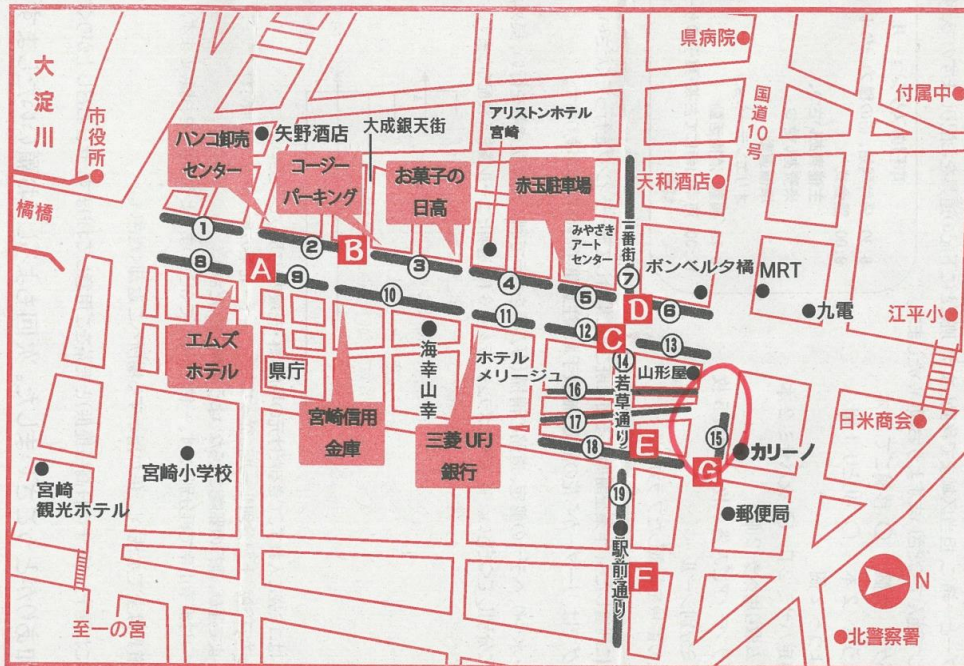 大淀川
市役所
橘橋
県病院
国道10号
付属中
アリストンホテル
宮崎
矢野酒店
大成銀天街
ハンコ卸売
センター
コージー
パーキング
お菓子の
日高
赤玉駐車場
天和酒店
みやざき
アート
センター
一番街
ボンベルタ橘
MRT
九電
江平小
①
②
③
④
⑤
⑥
⑦
⑧
⑨
⑩
⑪
⑫
⑬
A
B
C
D
エムズ
ホテル
県庁
宮崎信用
金庫
海幸山幸
三菱UFJ
銀行
ホテル
メリージュ
⑭
若草通り
山形屋
⑮
⑯
⑰
⑱
E
G
カリーノ
日米商会
宮崎
観光ホテル
宮崎小学校
郵便局
⑲
駅前通り
F
N
至一の宮
北警察署